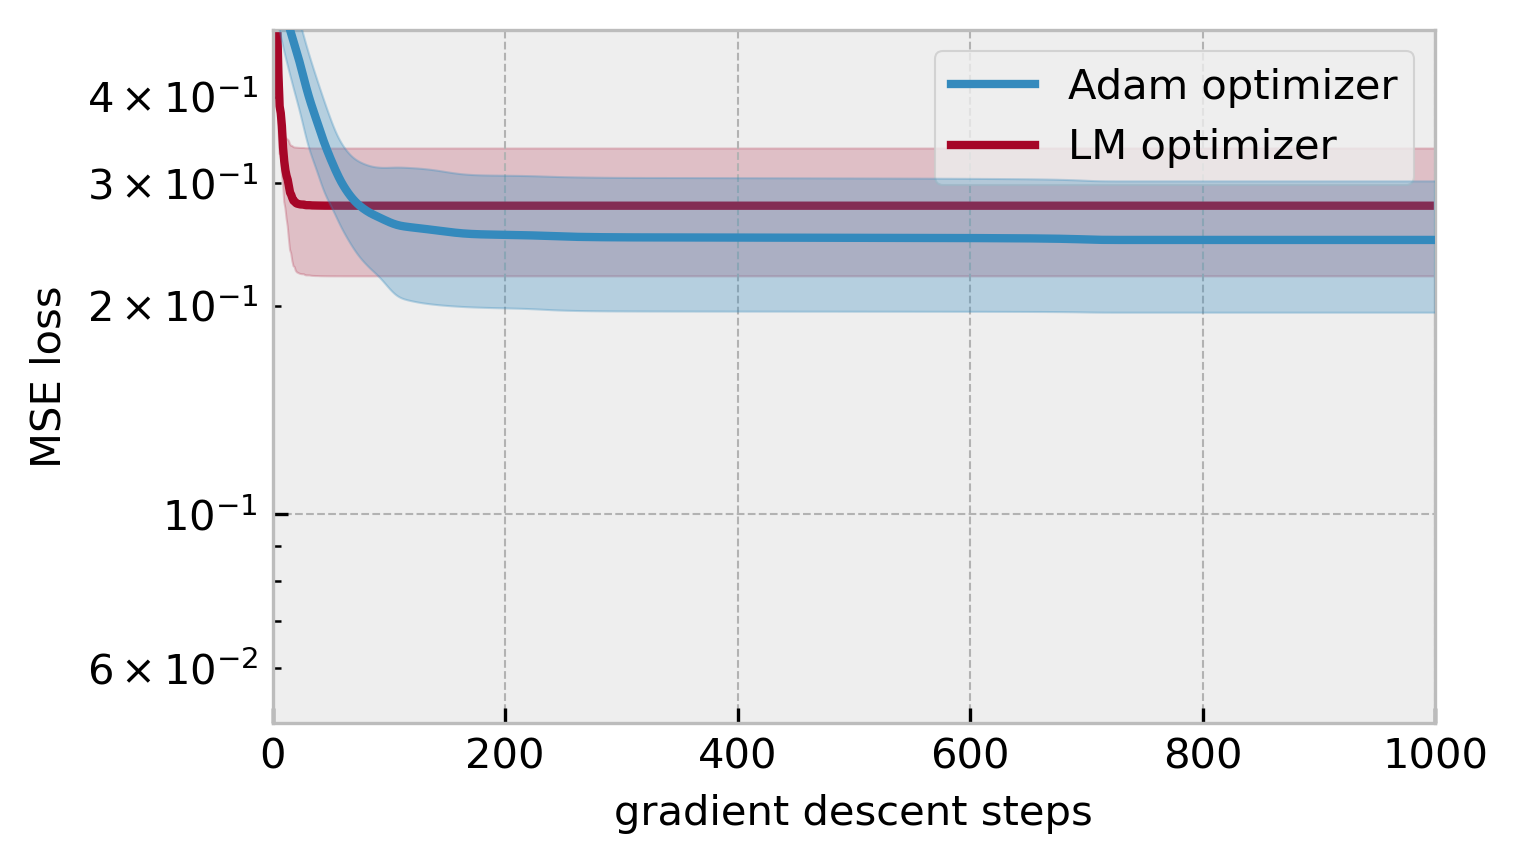 Adam optimizer
LM optimizer
4 × 10⁻¹
3 × 10⁻¹
2 × 10⁻¹
10⁻¹
6 × 10⁻²
MSE loss
0 200 400 600 800 1000
gradient descent steps